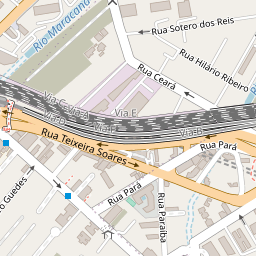 Rio Maracanã
Rua Sotero dos Reis
Rua Hilário Ribeiro
Rua Ceará
Via E
Rua Teixeira Soares
Rua Pará
Rua Pará
Rua Paraíba
Guedes